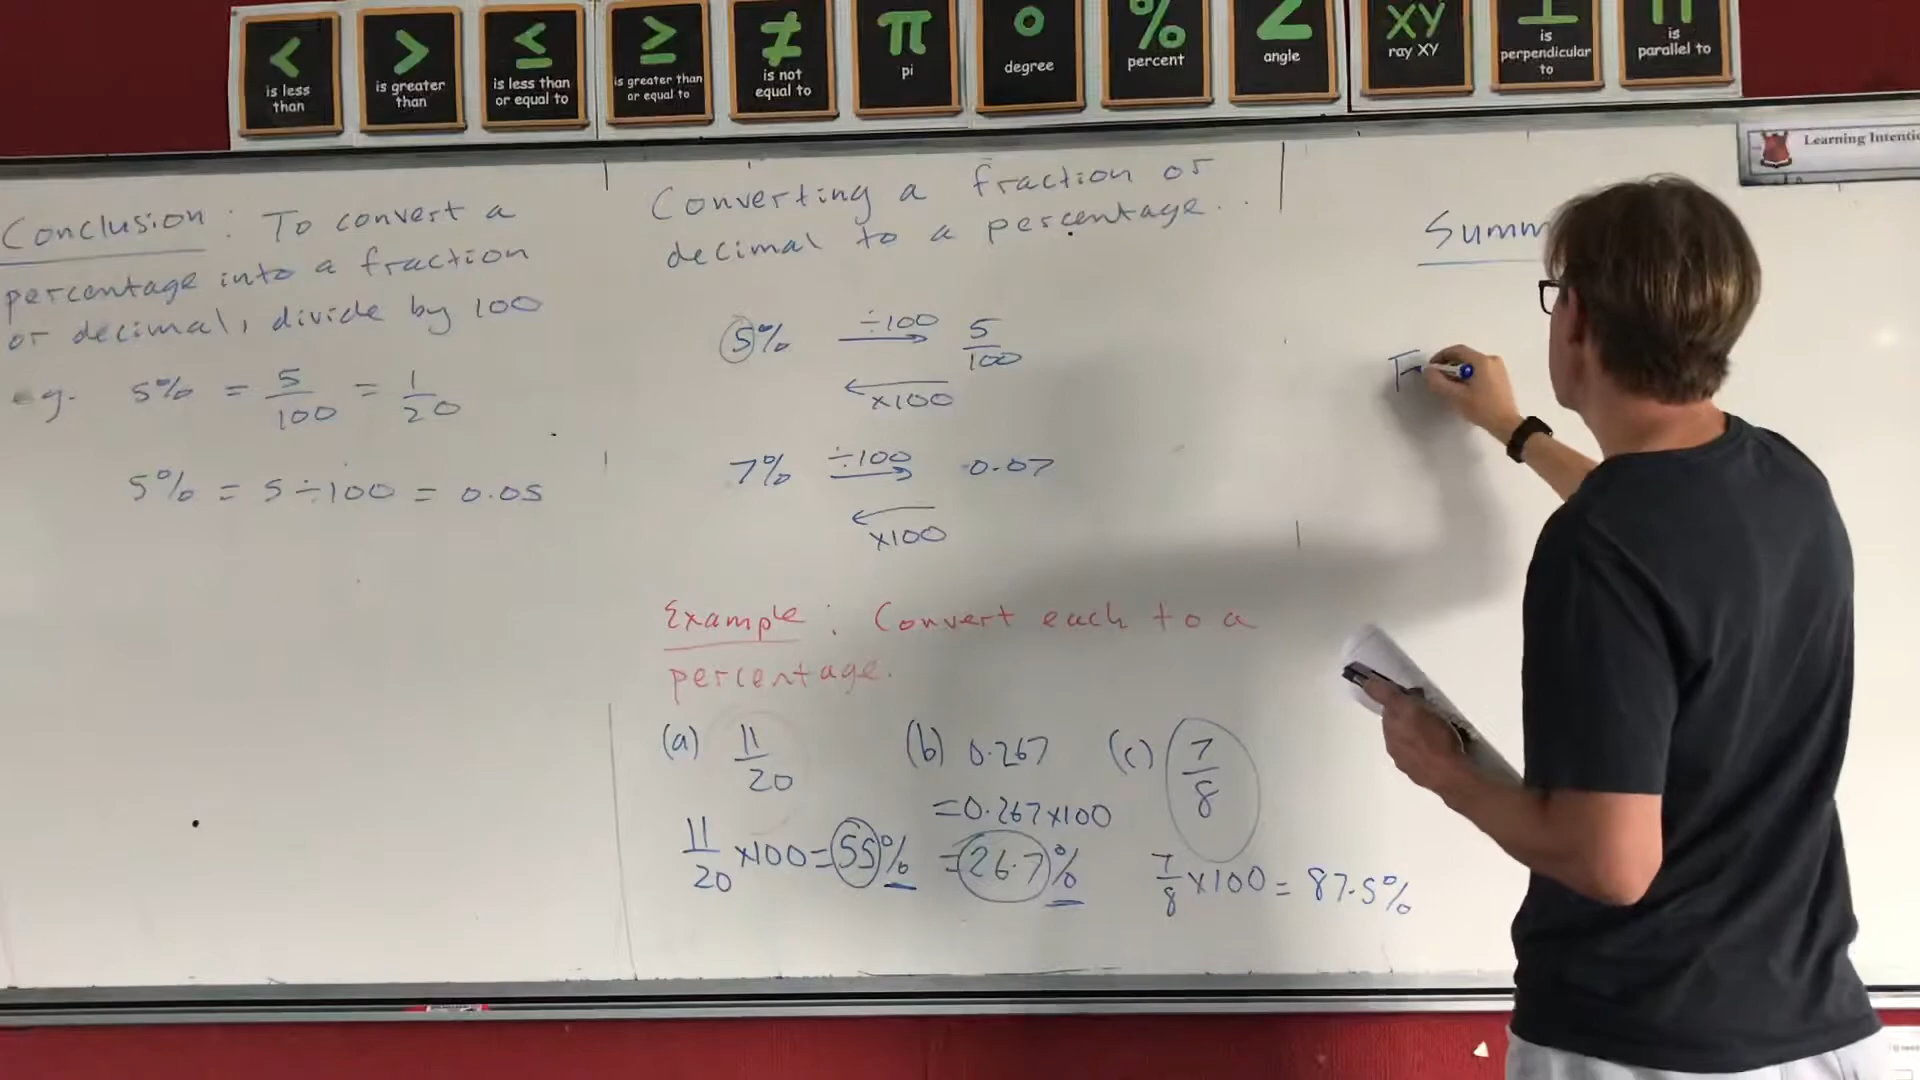 <
is less
than
>
is greater
than
≤
is less than
or equal to
≥
is greater than
or equal to
≠
is not
equal to
π
pi
°
degree
%
percent
∠
angle
XY
ray XY
⊥
is
perpendicular
to
is
parallel to
Conclusion : To convert a
percentage into a fraction
or decimal, divide by 100
eg. 5% = 5/100 = 1/20
5% = 5÷100 = 0.05
Converting a fraction or
decimal to a percentage.
5% ÷100 → 5/100
← ×100
7% ÷100 → 0.07
← ×100
Example : Convert each to a
percentage.
(a) 11/20 (b) 0.267 (c) 7/8
=0.267×100
11/20 ×100=55% =26.7% 7/8 ×100 = 87.5%
Summ
F
Learning